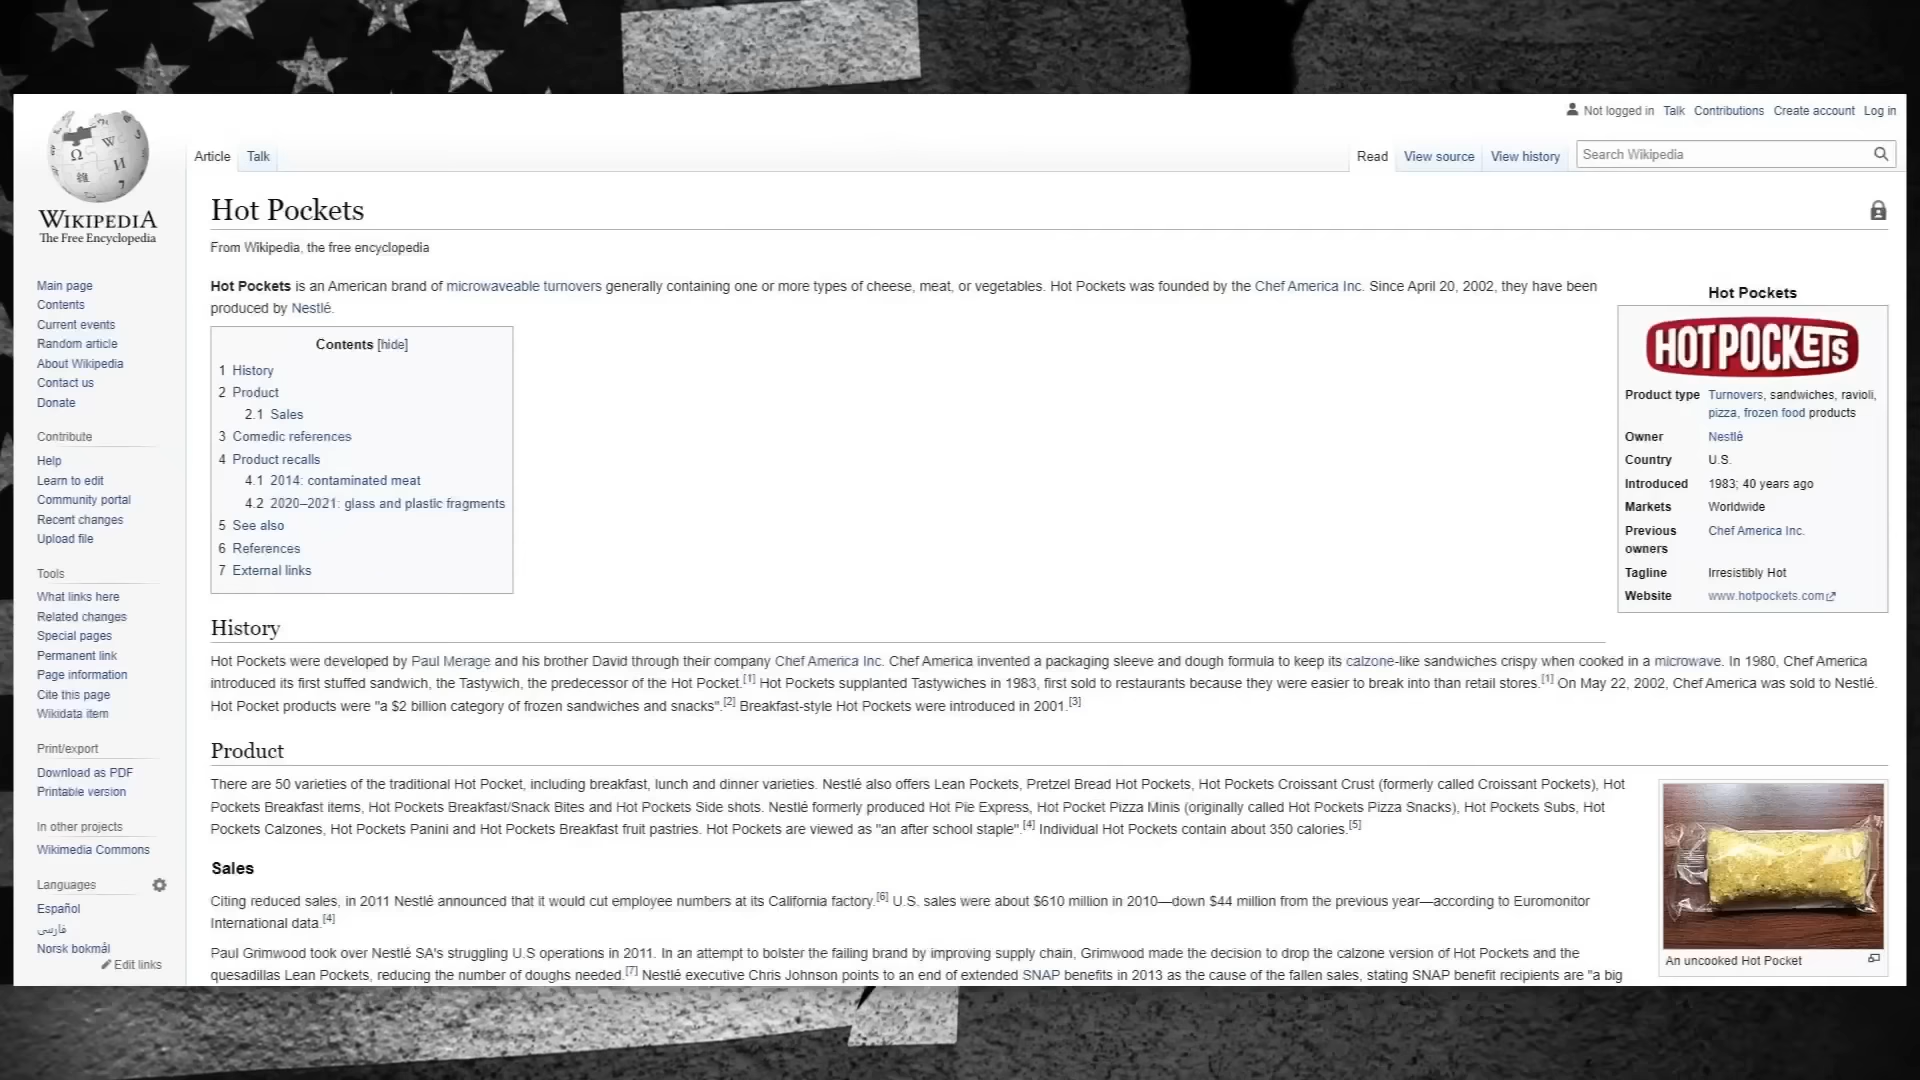 Not logged in Talk Contributions Create account Log in
Article Talk
Read View source View history Search Wikipedia
WIKIPEDIA
The Free Encyclopedia
Main page
Contents
Current events
Random article
About Wikipedia
Contact us
Donate
Contribute
Help
Learn to edit
Community portal
Recent changes
Upload file
Tools
What links here
Related changes
Special pages
Permanent link
Page information
Cite this page
Wikidata item
Print/export
Download as PDF
Printable version
In other projects
Wikimedia Commons
Languages
Español
فارسی
Norsk bokmål
Edit links
Hot Pockets
From Wikipedia, the free encyclopedia
Hot Pockets is an American brand of microwaveable turnovers generally containing one or more types of cheese, meat, or vegetables. Hot Pockets was founded by the Chef America Inc. Since April 20, 2002, they have been
produced by Nestlé.
Contents [hide]
1 History
2 Product
2.1 Sales
3 Comedic references
4 Product recalls
4.1 2014: contaminated meat
4.2 2020–2021: glass and plastic fragments
5 See also
6 References
7 External links
Hot Pockets
HOT POCKETS
Product type Turnovers, sandwiches, ravioli,
pizza, frozen food products
Owner Nestlé
Country U.S.
Introduced 1983; 40 years ago
Markets Worldwide
Previous Chef America Inc.
owners
Tagline Irresistibly Hot
Website www.hotpockets.com
History
Hot Pockets were developed by Paul Merage and his brother David through their company Chef America Inc. Chef America invented a packaging sleeve and dough formula to keep its calzone-like sandwiches crispy when cooked in a microwave. In 1980, Chef America
introduced its first stuffed sandwich, the Tastywich, the predecessor of the Hot Pocket.[1] Hot Pockets supplanted Tastywiches in 1983, first sold to restaurants because they were easier to break into than retail stores.[1] On May 22, 2002, Chef America was sold to Nestlé.
Hot Pocket products were "a $2 billion category of frozen sandwiches and snacks".[2] Breakfast-style Hot Pockets were introduced in 2001.[3]
Product
There are 50 varieties of the traditional Hot Pocket, including breakfast, lunch and dinner varieties. Nestlé also offers Lean Pockets, Pretzel Bread Hot Pockets, Hot Pockets Croissant Crust (formerly called Croissant Pockets), Hot
Pockets Breakfast items, Hot Pockets Breakfast/Snack Bites and Hot Pockets Side shots. Nestlé formerly produced Hot Pie Express, Hot Pocket Pizza Minis (originally called Hot Pockets Pizza Snacks), Hot Pockets Subs, Hot
Pockets Calzones, Hot Pockets Panini and Hot Pockets Breakfast fruit pastries. Hot Pockets are viewed as "an after school staple".[4] Individual Hot Pockets contain about 350 calories.[5]
An uncooked Hot Pocket
Sales
Citing reduced sales, in 2011 Nestlé announced that it would cut employee numbers at its California factory.[6] U.S. sales were about $610 million in 2010—down $44 million from the previous year—according to Euromonitor
International data.[4]
Paul Grimwood took over Nestlé SA's struggling U.S operations in 2011. In an attempt to bolster the failing brand by improving supply chain, Grimwood made the decision to drop the calzone version of Hot Pockets and the
quesadillas Lean Pockets, reducing the number of doughs needed.[7] Nestlé executive Chris Johnson points to an end of extended SNAP benefits in 2013 as the cause of the fallen sales, stating SNAP benefit recipients are "a big